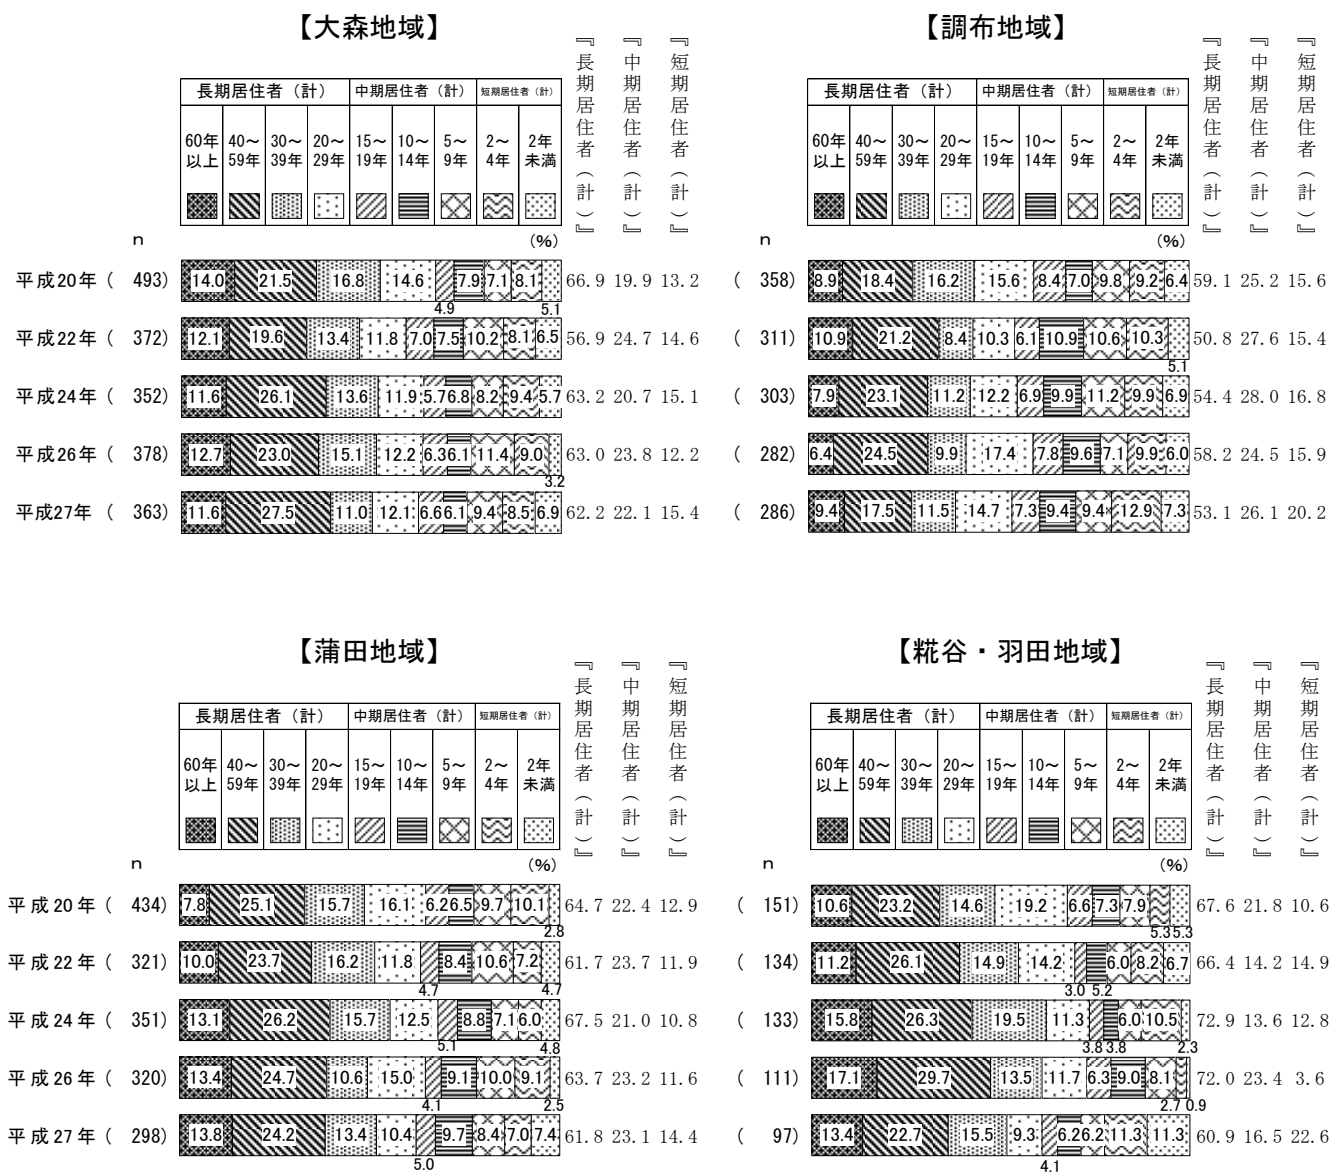 【大森地域】
『長期居住者（計）』
『中期居住者（計）』
『短期居住者（計）』
長期居住者（計） 中期居住者（計） 短期居住者（計）
60年以上 40～59年 30～39年 20～29年 15～19年 10～14年 5～9年 2～4年 2年未満
n (%)
平成20年（ 493） 14.0 21.5 16.8 14.6 4.9 7.9 7.1 8.1 5.1 66.9 19.9 13.2
平成22年（ 372） 12.1 19.6 13.4 11.8 7.0 7.5 10.2 8.1 6.5 56.9 24.7 14.6
平成24年（ 352） 11.6 26.1 13.6 11.9 5.7 6.8 8.2 9.4 5.7 63.2 20.7 15.1
平成26年（ 378） 12.7 23.0 15.1 12.2 6.3 6.1 11.4 9.0 3.2 63.0 23.8 12.2
平成27年（ 363） 11.6 27.5 11.0 12.1 6.6 6.1 9.4 8.5 6.9 62.2 22.1 15.4
【調布地域】
『長期居住者（計）』
『中期居住者（計）』
『短期居住者（計）』
長期居住者（計） 中期居住者（計） 短期居住者（計）
60年以上 40～59年 30～39年 20～29年 15～19年 10～14年 5～9年 2～4年 2年未満
n (%)
（ 358） 8.9 18.4 16.2 15.6 8.4 7.0 9.8 9.2 6.4 59.1 25.2 15.6
（ 311） 10.9 21.2 8.4 10.3 6.1 10.9 10.6 10.3 5.1 50.8 27.6 15.4
（ 303） 7.9 23.1 11.2 12.2 6.9 9.9 11.2 9.9 6.9 54.4 28.0 16.8
（ 282） 6.4 24.5 9.9 17.4 7.8 9.6 7.1 9.9 6.0 58.2 24.5 15.9
（ 286） 9.4 17.5 11.5 14.7 7.3 9.4 9.4 12.9 7.3 53.1 26.1 20.2
【蒲田地域】
『長期居住者（計）』
『中期居住者（計）』
『短期居住者（計）』
長期居住者（計） 中期居住者（計） 短期居住者（計）
60年以上 40～59年 30～39年 20～29年 15～19年 10～14年 5～9年 2～4年 2年未満
n (%)
平成20年（ 434） 7.8 25.1 15.7 16.1 6.2 6.5 9.7 10.1 2.8 64.7 22.4 12.9
平成22年（ 321） 10.0 23.7 16.2 11.8 4.7 8.4 10.6 7.2 4.7 61.7 23.7 11.9
平成24年（ 351） 13.1 26.2 15.7 12.5 5.1 8.8 7.1 6.0 4.8 67.5 21.0 10.8
平成26年（ 320） 13.4 24.7 10.6 15.0 4.1 9.1 10.0 9.1 2.5 63.7 23.2 11.6
平成27年（ 298） 13.8 24.2 13.4 10.4 5.0 9.7 8.4 7.0 7.4 61.8 23.1 14.4
【糀谷・羽田地域】
『長期居住者（計）』
『中期居住者（計）』
『短期居住者（計）』
長期居住者（計） 中期居住者（計） 短期居住者（計）
60年以上 40～59年 30～39年 20～29年 15～19年 10～14年 5～9年 2～4年 2年未満
n (%)
（ 151） 10.6 23.2 14.6 19.2 6.6 7.3 7.9 5.3 5.3 67.6 21.8 10.6
（ 134） 11.2 26.1 14.9 14.2 3.0 5.2 6.0 8.2 6.7 66.4 14.2 14.9
（ 133） 15.8 26.3 19.5 11.3 3.8 3.8 6.0 10.5 2.3 72.9 13.6 12.8
（ 111） 17.1 29.7 13.5 11.7 6.3 9.0 8.1 2.7 0.9 72.0 23.4 3.6
（ 97） 13.4 22.7 15.5 9.3 4.1 6.2 6.2 11.3 11.3 60.9 16.5 22.6